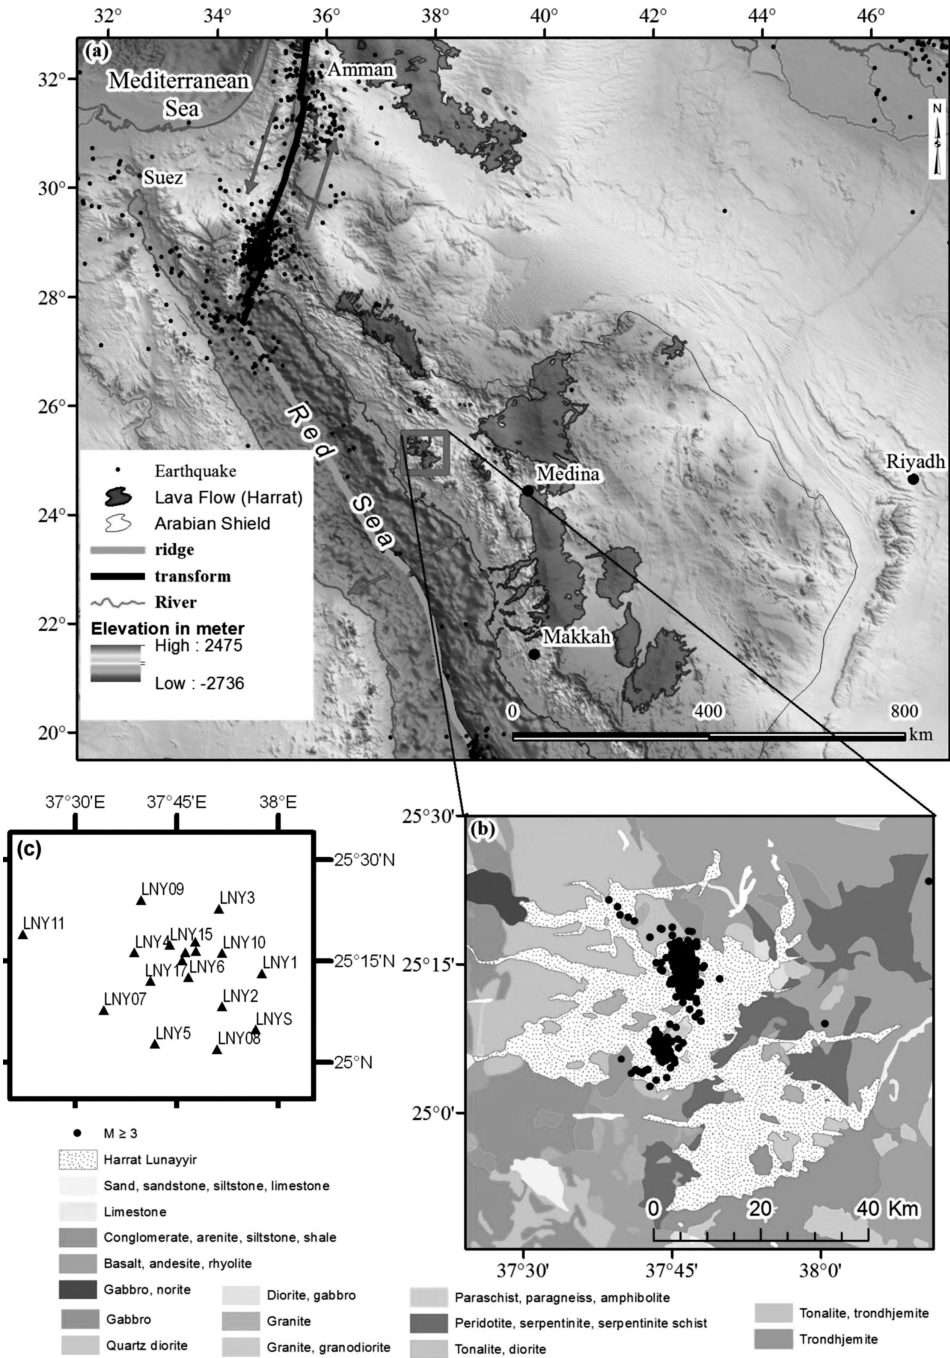 32° 34° 36° 38° 40° 42° 44° 46°
(a)
32°
30°
28°
26°
24°
22°
20°
Mediterranean
Sea
Amman
N
Suez
Red Sea
Medina
Riyadh
Makkah
Earthquake
Lava Flow (Harrat)
Arabian Shield
ridge
transform
River
Elevation in meter
High : 2475
Low : -2736
0 400 800
km
37°30'E 37°45'E 38°E
(c)
25°30'N
25°15'N
25°N
LNY09
LNY3
LNY11
LNY15
LNY4
LNY10
LNY17
LNY6
LNY1
LNY07
LNY2
LNYS
LNY5
LNY08
25°30'
25°15'
25°0'
(b)
0 20 40 Km
37°30' 37°45' 38°0'
M ≥ 3
Harrat Lunayyir
Sand, sandstone, siltstone, limestone
Limestone
Conglomerate, arenite, siltstone, shale
Basalt, andesite, rhyolite
Gabbro, norite
Gabbro
Quartz diorite
Diorite, gabbro
Granite
Granite, granodiorite
Paraschist, paragneiss, amphibolite
Peridotite, serpentinite, serpentinite schist
Tonalite, diorite
Tonalite, trondhjemite
Trondhjemite